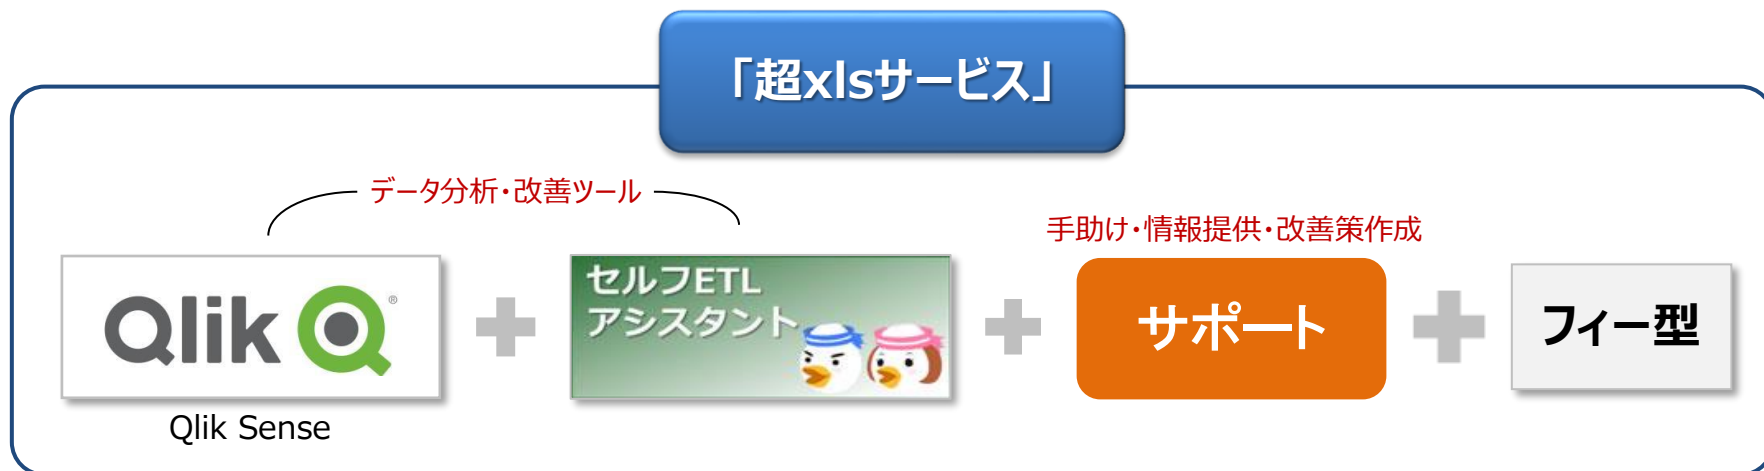 「超xlsサービス」
データ分析・改善ツール
手助け・情報提供・改善策作成
Qlik
®
セルフETL
アシスタント
サポート
フィー型
Qlik Sense